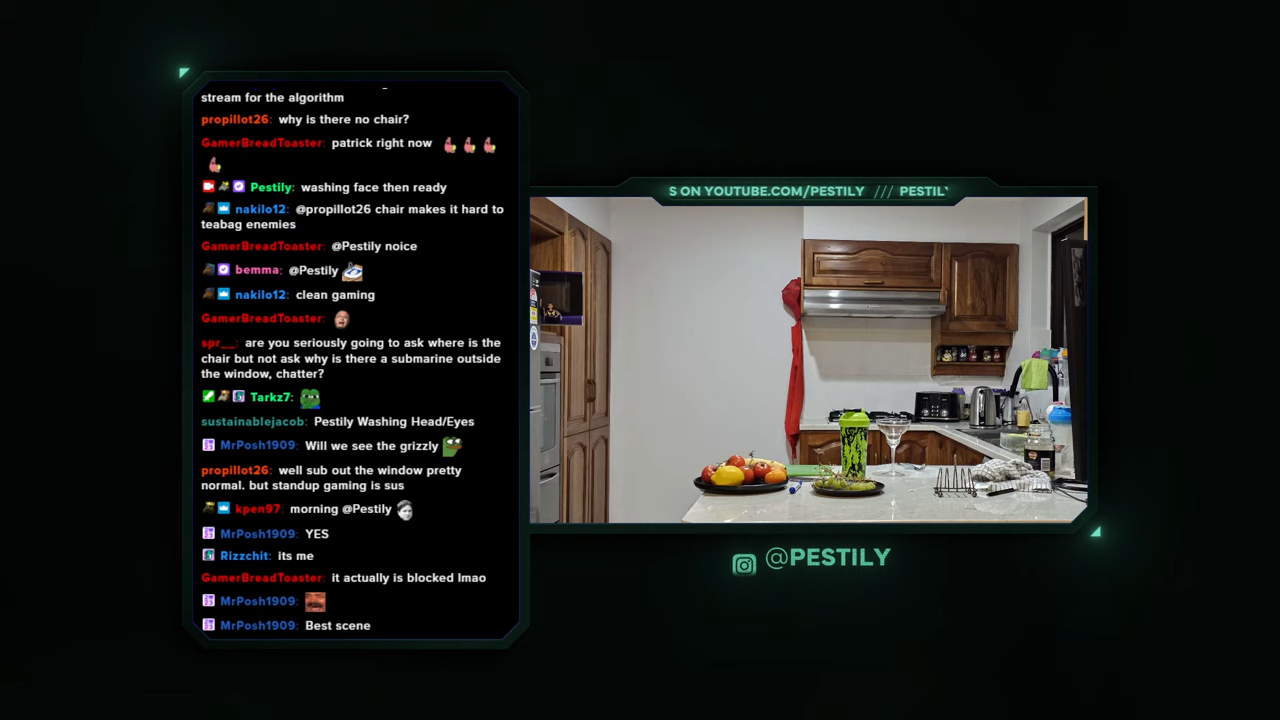 stream for the algorithm
propillot26: why is there no chair?
GamerBreadToaster: patrick right now
Pestily: washing face then ready
nakilo12: @propillot26 chair makes it hard to
teabag enemies
GamerBreadToaster: @Pestily noice
bemma: @Pestily
nakilo12: clean gaming
GamerBreadToaster:
spr__: are you seriously going to ask where is the
chair but not ask why is there a submarine outside
the window, chatter?
Tarkz7:
sustainablejacob: Pestily Washing Head/Eyes
MrPosh1909: Will we see the grizzly
propillot26: well sub out the window pretty
normal. but standup gaming is sus
kpen97: morning @Pestily
MrPosh1909: YES
Rizzchit: its me
GamerBreadToaster: it actually is blocked lmao
MrPosh1909:
MrPosh1909: Best scene
S ON YOUTUBE.COM/PESTILY /// PESTILY
@PESTILY